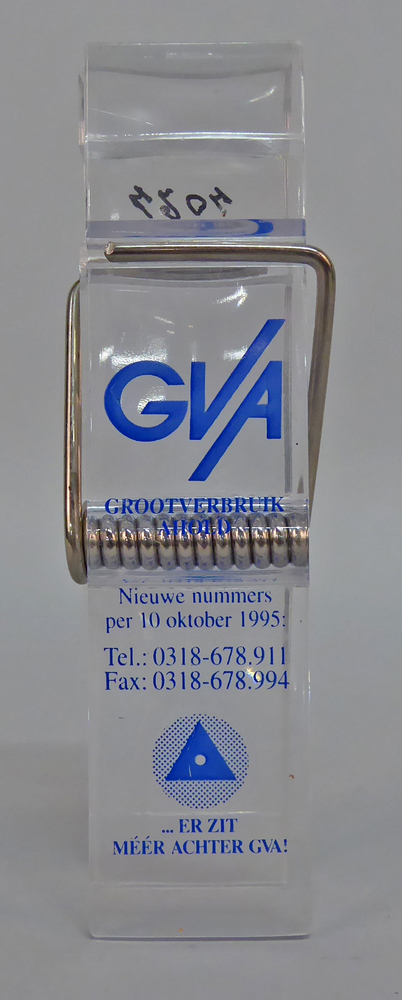 GVA
GROOTVERBRUIK
AHOLD
Nieuwe nummers
per 10 oktober 1995:
Tel.: 0318-678.911
Fax: 0318-678.994
... ER ZIT
MÉÉR ACHTER GVA!